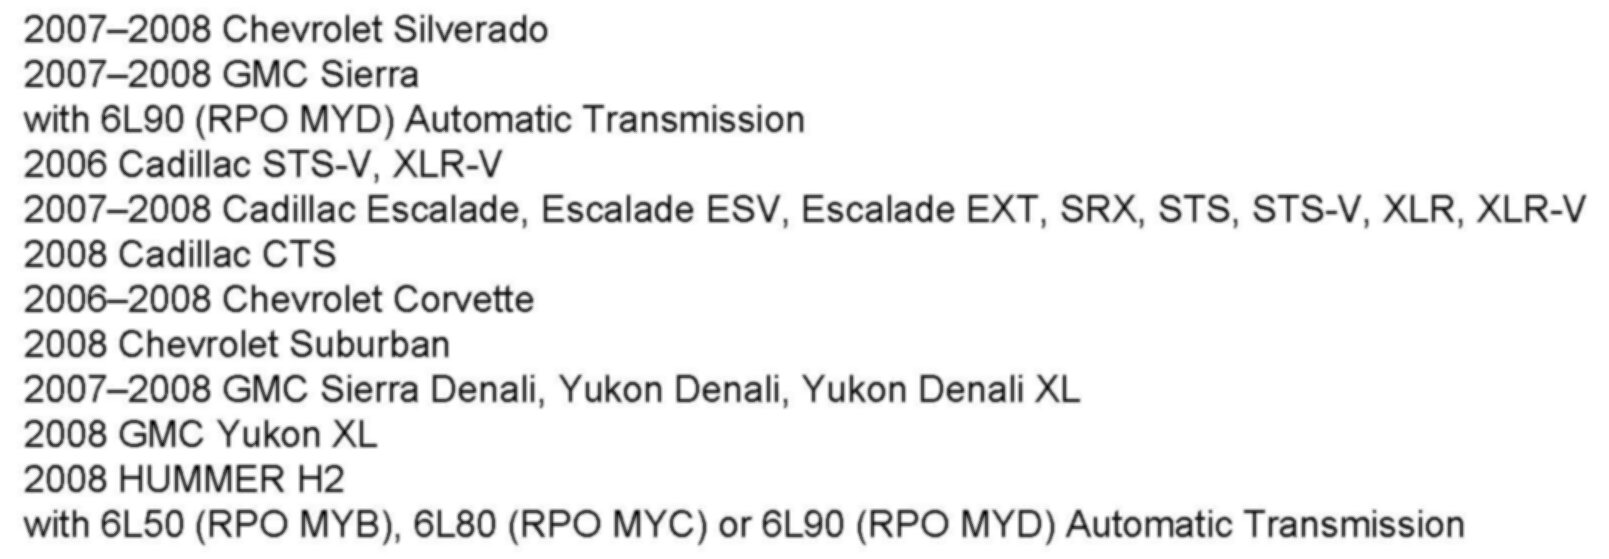 2007–2008 Chevrolet Silverado
2007–2008 GMC Sierra
with 6L90 (RPO MYD) Automatic Transmission
2006 Cadillac STS-V, XLR-V
2007–2008 Cadillac Escalade, Escalade ESV, Escalade EXT, SRX, STS, STS-V, XLR, XLR-V
2008 Cadillac CTS
2006–2008 Chevrolet Corvette
2008 Chevrolet Suburban
2007–2008 GMC Sierra Denali, Yukon Denali, Yukon Denali XL
2008 GMC Yukon XL
2008 HUMMER H2
with 6L50 (RPO MYB), 6L80 (RPO MYC) or 6L90 (RPO MYD) Automatic Transmission